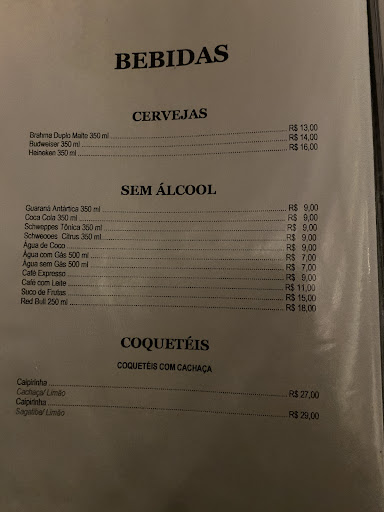 BEBIDAS
CERVEJAS
Brahma Duplo Malte 350 ml R$ 13,00
Budweiser 350 ml R$ 14,00
Haineken 350 ml R$ 16,00
SEM ÁLCOOL
Guaraná Antártica 350 ml R$ 9,00
Coca Cola 350 ml R$ 9,00
Schweppes Tônica 350 ml R$ 9,00
Schweppes Citrus 350 ml R$ 9,00
Água de Coco R$ 9,00
Água com Gás 500 ml R$ 7,00
Água sem Gás 500 ml R$ 7,00
Café Expresso R$ 9,00
Café com Leite R$ 11,00
Suco de Frutas R$ 15,00
Red Bull 250 ml R$ 18,00
COQUETÉIS
COQUETÉIS COM CACHAÇA
Caipirinha
Cachaça/ Limão R$ 27,00
Caipirinha
Sagatiba/ Limão R$ 29,00